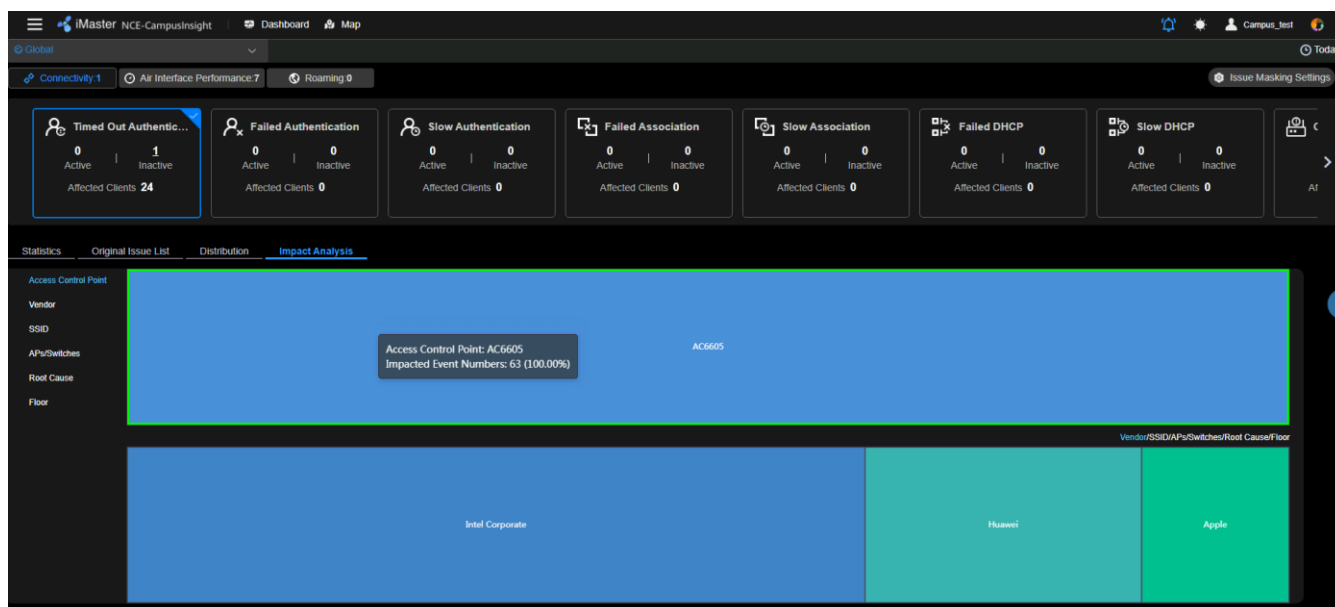 iMaster NCE-CampusInsight Dashboard Map Campus_test
Global Toda
Connectivity:1 Air Interface Performance:7 Roaming:0 Issue Masking Settings
Timed Out Authentic... Failed Authentication Slow Authentication Failed Association Slow Association Failed DHCP Slow DHCP
0 | 1 0 | 0 0 | 0 0 | 0 0 | 0 0 | 0 0 | 0
Active Inactive Active Inactive Active Inactive Active Inactive Active Inactive Active Inactive Active Inactive
Affected Clients 24 Affected Clients 0 Affected Clients 0 Affected Clients 0 Affected Clients 0 Affected Clients 0 Affected Clients 0
Statistics Original Issue List Distribution Impact Analysis
Access Control Point
Vendor
SSID
APs/Switches
Root Cause
Floor
AC6605
Access Control Point: AC6605
Impacted Event Numbers: 63 (100.00%)
Vendor/SSID/APs/Switches/Root Cause/Floor
Intel Corporate Huawei Apple